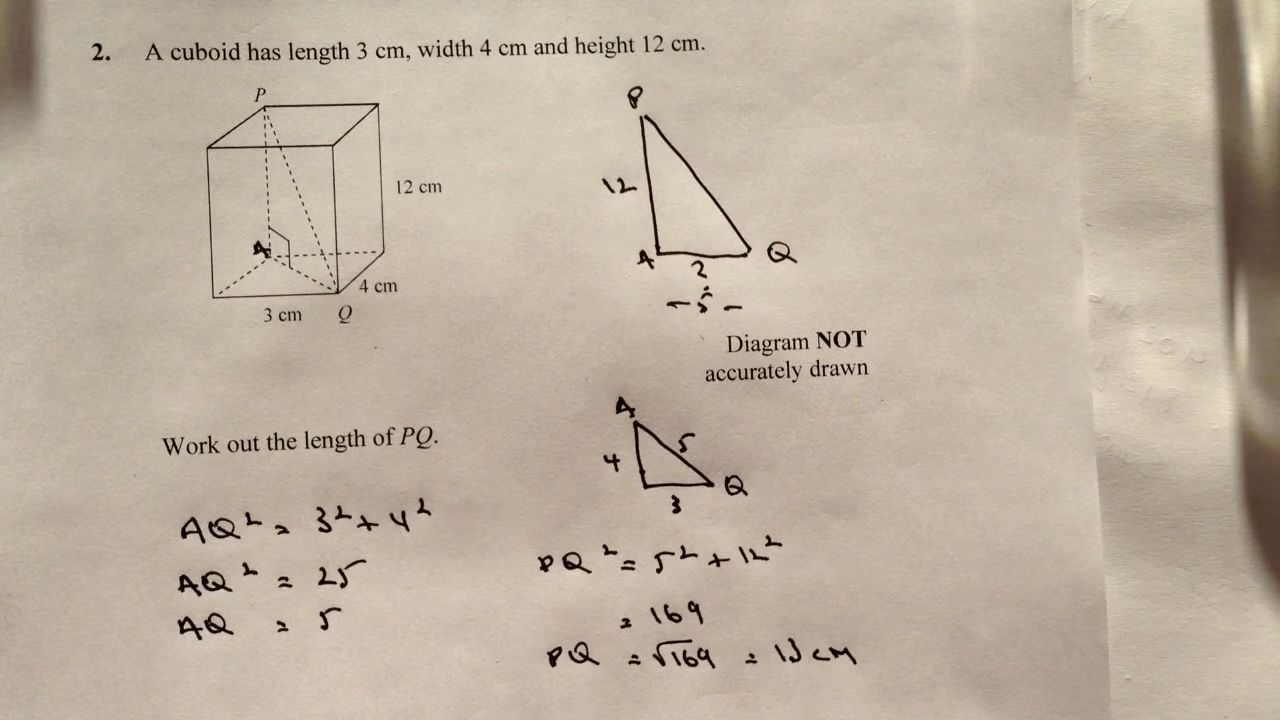 2. A cuboid has length 3 cm, width 4 cm and height 12 cm.
P
12 cm
A
4 cm
3 cm Q
P
12
A Q
?
- 5 -
Diagram NOT
accurately drawn
Work out the length of PQ.
A
4 5
Q
3
AQ² = 3² + 4²
AQ² = 25
AQ = 5
PQ² = 5² + 12²
= 169
PQ = √169 = 13 cm